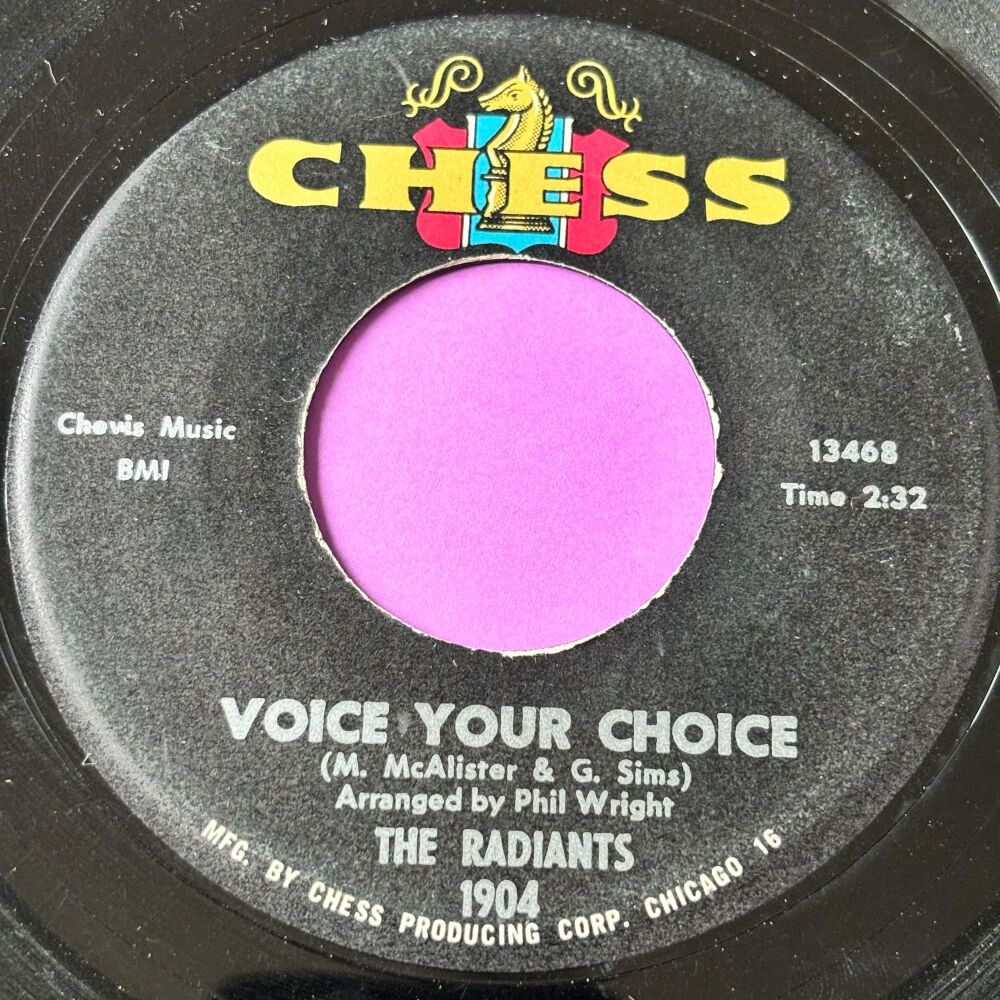 CHESS
Chevis Music
BMI
13468
Time 2:32
VOICE YOUR CHOICE
(M. McAlister & G. Sims)
Arranged by Phil Wright
THE RADIANTS
1904
MFG. BY CHESS PRODUCING CORP. CHICAGO 16